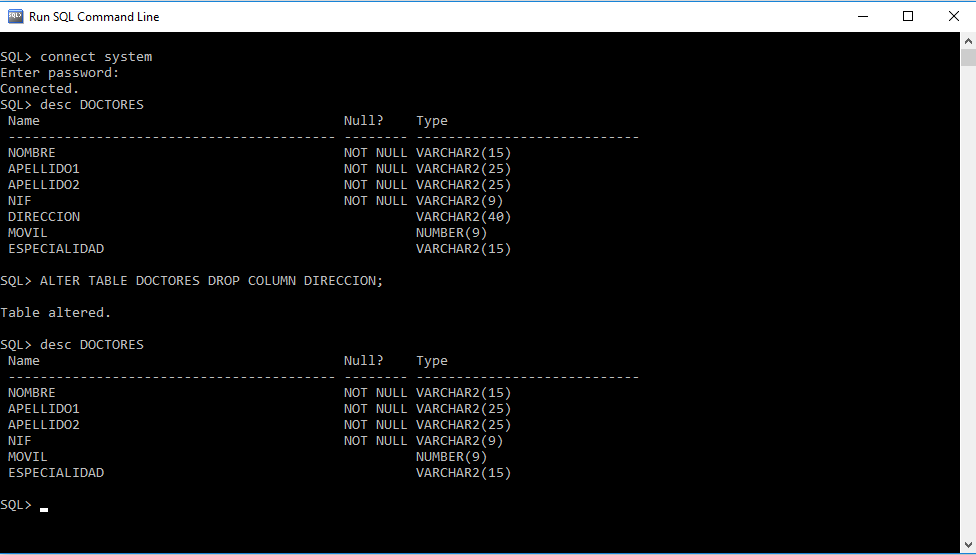 Run SQL Command Line
SQL> connect system
Enter password:
Connected.
SQL> desc DOCTORES
 Name                                      Null?    Type
 ----------------------------------------- -------- ----------------------------
 NOMBRE                                    NOT NULL VARCHAR2(15)
 APELLIDO1                                 NOT NULL VARCHAR2(25)
 APELLIDO2                                 NOT NULL VARCHAR2(25)
 NIF                                       NOT NULL VARCHAR2(9)
 DIRECCION                                          VARCHAR2(40)
 MOVIL                                              NUMBER(9)
 ESPECIALIDAD                                       VARCHAR2(15)
SQL> ALTER TABLE DOCTORES DROP COLUMN DIRECCION;
Table altered.
SQL> desc DOCTORES
 Name                                      Null?    Type
 ----------------------------------------- -------- ----------------------------
 NOMBRE                                    NOT NULL VARCHAR2(15)
 APELLIDO1                                 NOT NULL VARCHAR2(25)
 APELLIDO2                                 NOT NULL VARCHAR2(25)
 NIF                                       NOT NULL VARCHAR2(9)
 MOVIL                                              NUMBER(9)
 ESPECIALIDAD                                       VARCHAR2(15)
SQL>